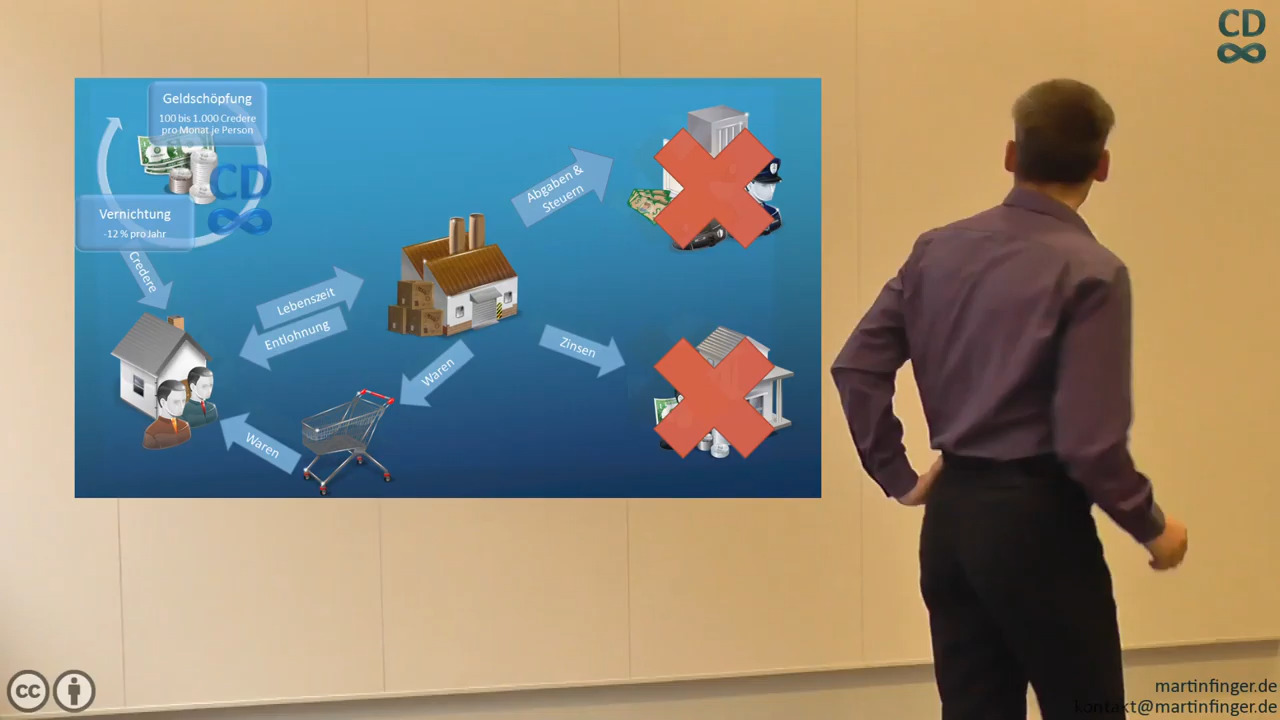 CD
Geldschöpfung
100 bis 1.000 Credere
pro Monat je Person
CD
Vernichtung
-12 % pro Jahr
Credere
Abgaben &
Steuern
Lebenszeit
Entlohnung
Zinsen
Waren
Waren
cc
martinfinger.de
kontakt@martinfinger.de